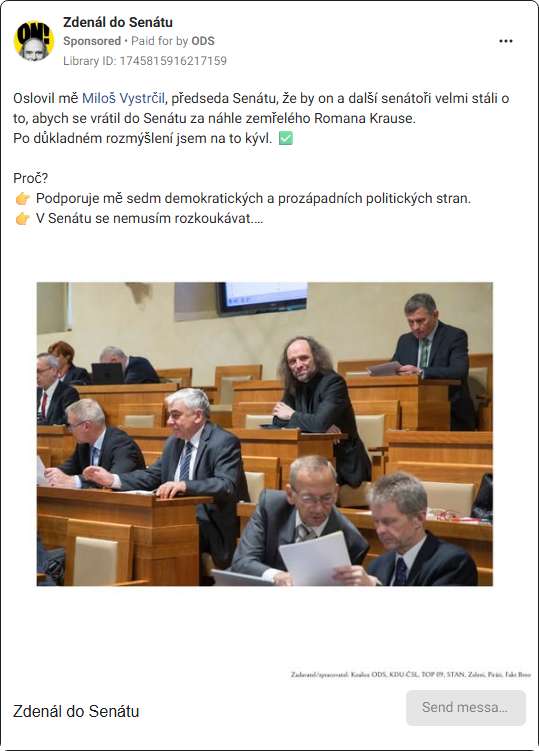 ON!
Zdenál do Senátu
Sponsored • Paid for by ODS
Library ID: 1745815916217159
Oslovil mě Miloš Vystrčil, předseda Senátu, že by on a další senátoři velmi stáli o
to, abych se vrátil do Senátu za náhle zemřelého Romana Krause.
Po důkladném rozmýšlení jsem na to kývl. ✅
Proč?
👉 Podporuje mě sedm demokratických a prozápadních politických stran.
👉 V Senátu se nemusím rozkoukávat....
Zadavatel/zpracovatel: Koalice ODS, KDU-ČSL, TOP 09, STAN, Zelení, Piráti, Fakt Brno
Zdenál do Senátu
Send messa...